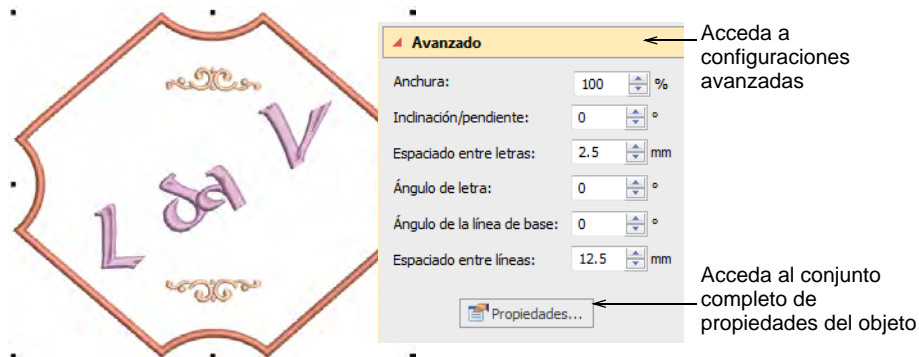 L & V
Avanzado
Anchura: 100 %
Inclinación/pendiente: 0 °
Espaciado entre letras: 2.5 mm
Ángulo de letra: 0 °
Ángulo de la línea de base: 0 °
Espaciado entre líneas: 12.5 mm
Propiedades...
Acceda a
configuraciones
avanzadas
Acceda al conjunto
completo de
propiedades del objeto